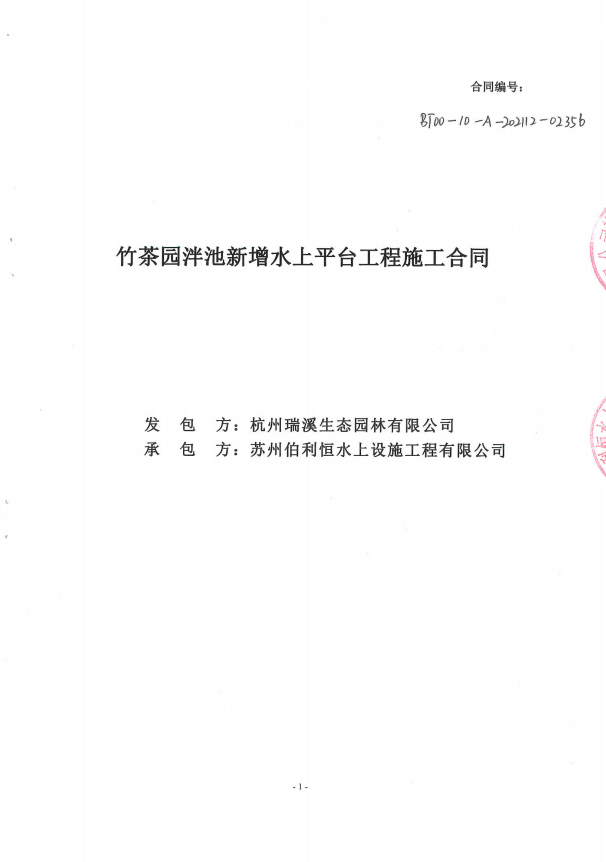 合同编号：
BT00-10-A-202112-02356
竹茶园泮池新增水上平台工程施工合同
发 包 方：杭州瑞溪生态园林有限公司
承 包 方：苏州伯利恒水上设施工程有限公司
- 1 -